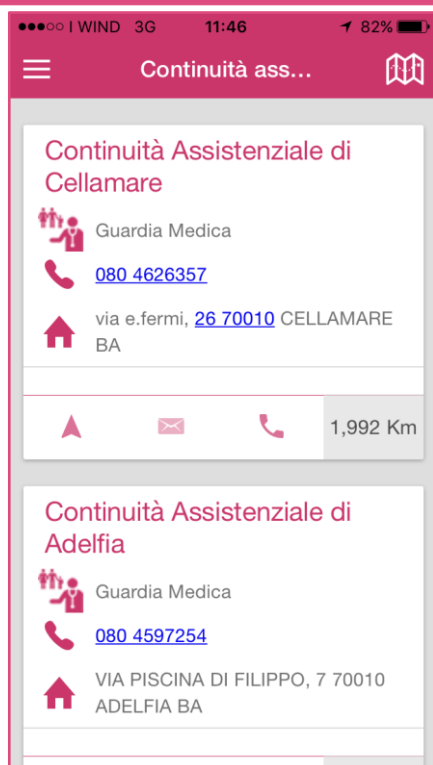 I WIND 3G 11:46 82%
Continuità ass...
Continuità Assistenziale di
Cellamare
Guardia Medica
080 4626357
via e.fermi, 26 70010 CELLAMARE
BA
1,992 Km
Continuità Assistenziale di
Adelfia
Guardia Medica
080 4597254
VIA PISCINA DI FILIPPO, 7 70010
ADELFIA BA